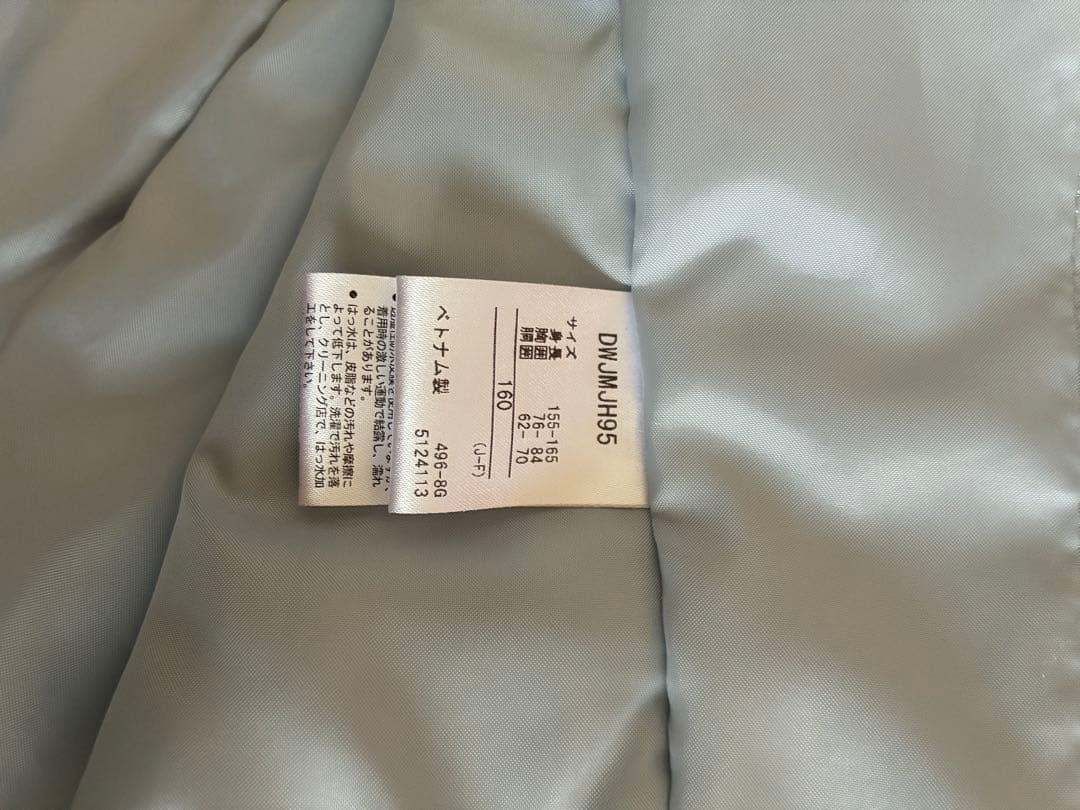 DWJMJH95
サイズ
身長 155-165
胸囲 76- 84
胴囲 62- 70
160
(J-F)
ベトナム製 496-8G
5124113
着用時の激しい運動で結露し、濡れ
ることがあります。
● はっ水は、皮脂などの汚れや摩擦に
よって低下します。洗濯で汚れを落
とし、クリーニング店で、はっ水加
工をして下さい。